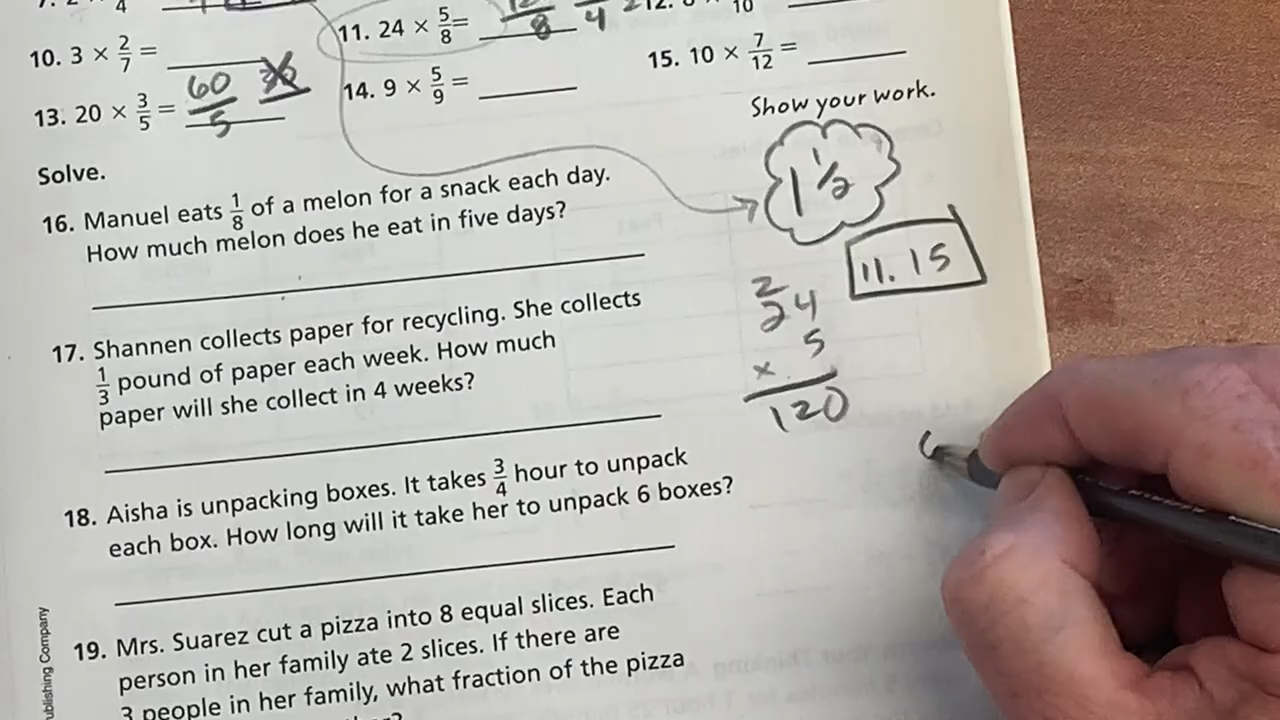 10. 3 × 2/7 =
11. 24 × 5/8 =
13. 20 × 3/5 = 60/5
14. 9 × 5/9 =
15. 10 × 7/12 =
Show your work.
Solve.
1 1/2
16. Manuel eats 1/8 of a melon for a snack each day.
How much melon does he eat in five days?
11. 15
2
24
× 5
120
17. Shannen collects paper for recycling. She collects
1/3 pound of paper each week. How much
paper will she collect in 4 weeks?
18. Aisha is unpacking boxes. It takes 3/4 hour to unpack
each box. How long will it take her to unpack 6 boxes?
19. Mrs. Suarez cut a pizza into 8 equal slices. Each
person in her family ate 2 slices. If there are
3 people in her family, what fraction of the pizza
Company